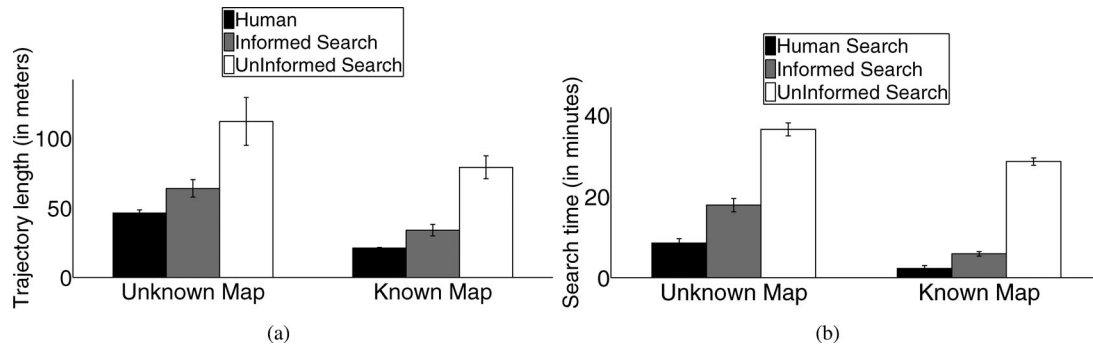 Human
Informed Search
UnInformed Search
Trajectory length (in meters)
100
50
0
Unknown Map
Known Map
(a)
Human Search
Informed Search
UnInformed Search
Search time (in minutes)
40
20
0
Unknown Map
Known Map
(b)